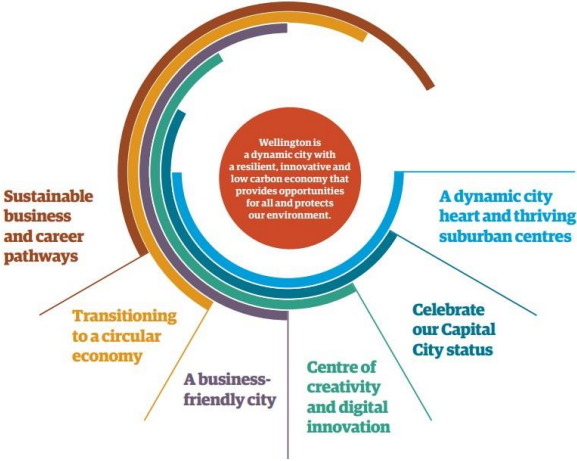 Wellington is
a dynamic city with
a resilient, innovative and
low carbon economy that
provides opportunities
for all and protects
our environment.
Sustainable
business
and career
pathways
Transitioning
to a circular
economy
A business-
friendly city
Centre of
creativity
and digital
innovation
Celebrate
our Capital
City status
A dynamic city
heart and thriving
suburban centres